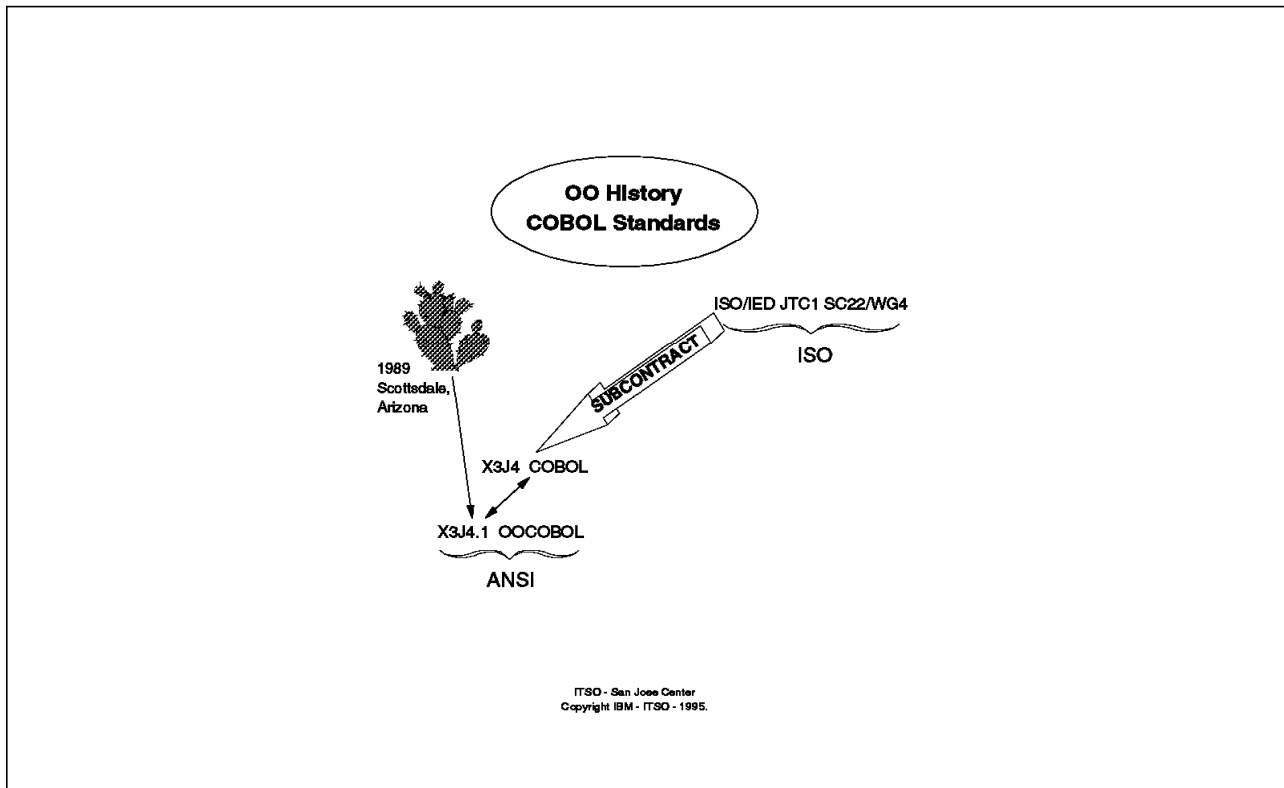 OO History
COBOL Standards
ISO/IED JTC1 SC22/WG4
ISO
SUBCONTRACT
1989
Scottsdale,
Arizona
X3J4 COBOL
X3J4.1 OOCOBOL
ANSI
ITSO - San Jose Center
Copyright IBM - ITSO - 1995.